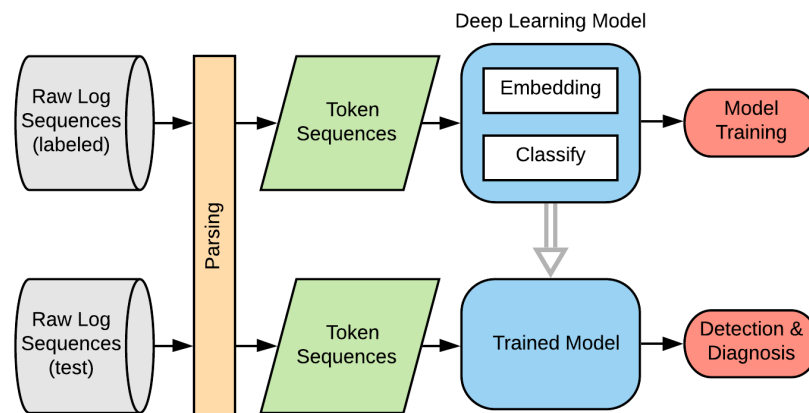 Deep Learning Model
Raw Log
Sequences
(labeled)
Parsing
Token
Sequences
Embedding
Classify
Model
Training
Raw Log
Sequences
(test)
Token
Sequences
Trained Model
Detection &
Diagnosis